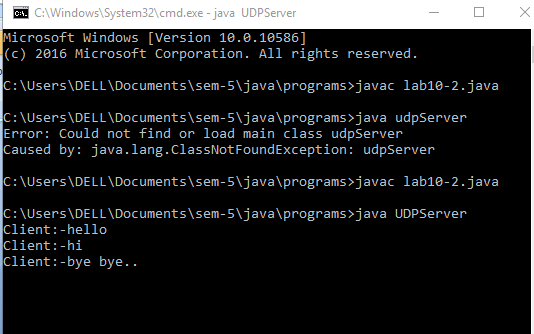 C:\Windows\System32\cmd.exe - java UDPServer
Microsoft Windows [Version 10.0.10586]
(c) 2016 Microsoft Corporation. All rights reserved.
C:\Users\DELL\Documents\sem-5\java\programs>javac lab10-2.java
C:\Users\DELL\Documents\sem-5\java\programs>java udpServer
Error: Could not find or load main class udpServer
Caused by: java.lang.ClassNotFoundException: udpServer
C:\Users\DELL\Documents\sem-5\java\programs>javac lab10-2.java
C:\Users\DELL\Documents\sem-5\java\programs>java UDPServer
Client:-hello
Client:-hi
Client:-bye bye..